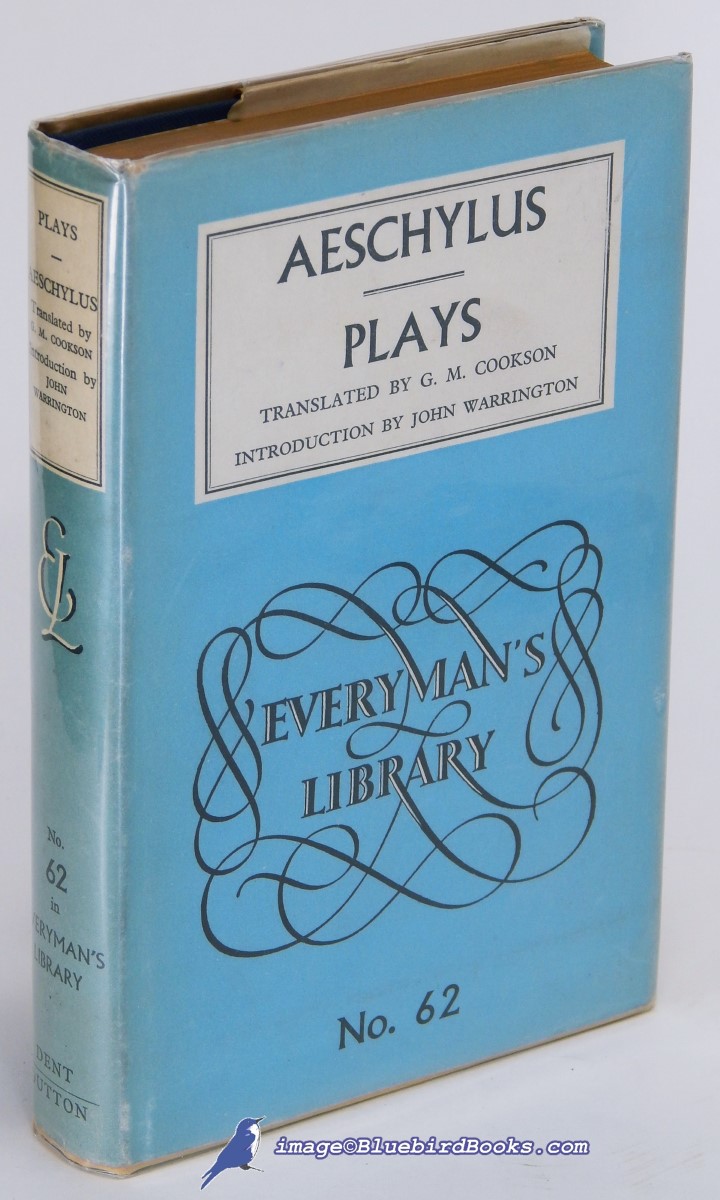 AESCHYLUS
PLAYS
TRANSLATED BY G. M. COOKSON
INTRODUCTION BY JOHN WARRINGTON
EVERYMAN'S
LIBRARY
No. 62
PLAYS
AESCHYLUS
Translated by
G. M. COOKSON
Introduction by
JOHN
WARRINGTON
EL
No.
62
in
EVERYMAN'S
LIBRARY
DENT
DUTTON
image©BluebirdBooks.com